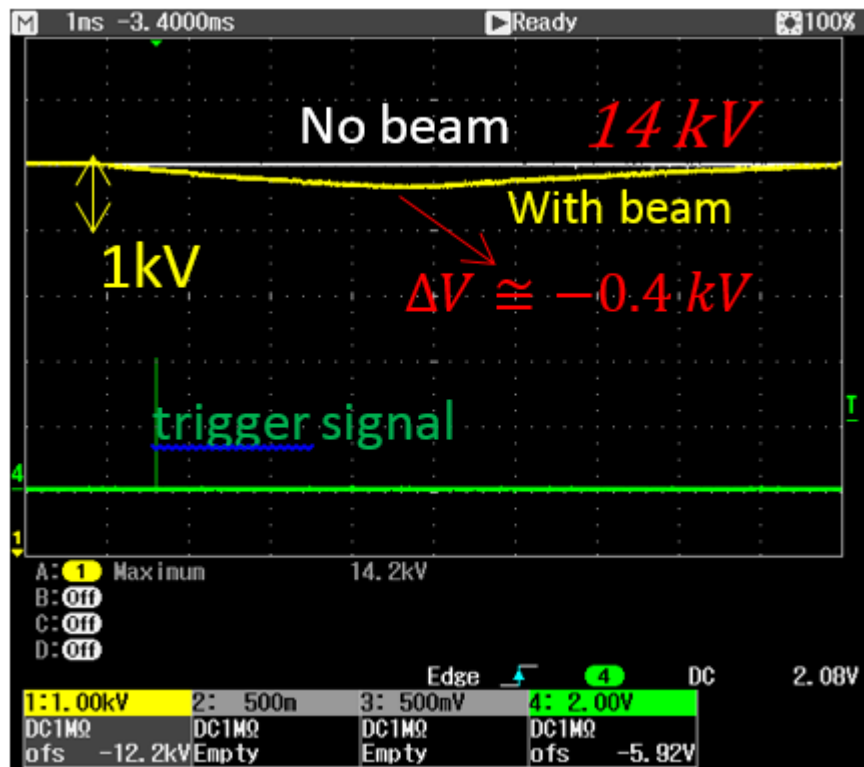 M 1ms -3.4000ms Ready 100%
No beam 14 kV
With beam
1kV
ΔV ≅ −0.4 kV
T
trigger signal
4
1
A: 1 Maximum 14.2kV
B: Off
C: Off
D: Off
Edge 4 DC 2.08V
1:1.00kV 2: 500m 3: 500mV 4: 2.00V
DC1MΩ DC1MΩ DC1MΩ DC1MΩ
ofs -12.2kV Empty Empty ofs -5.92V